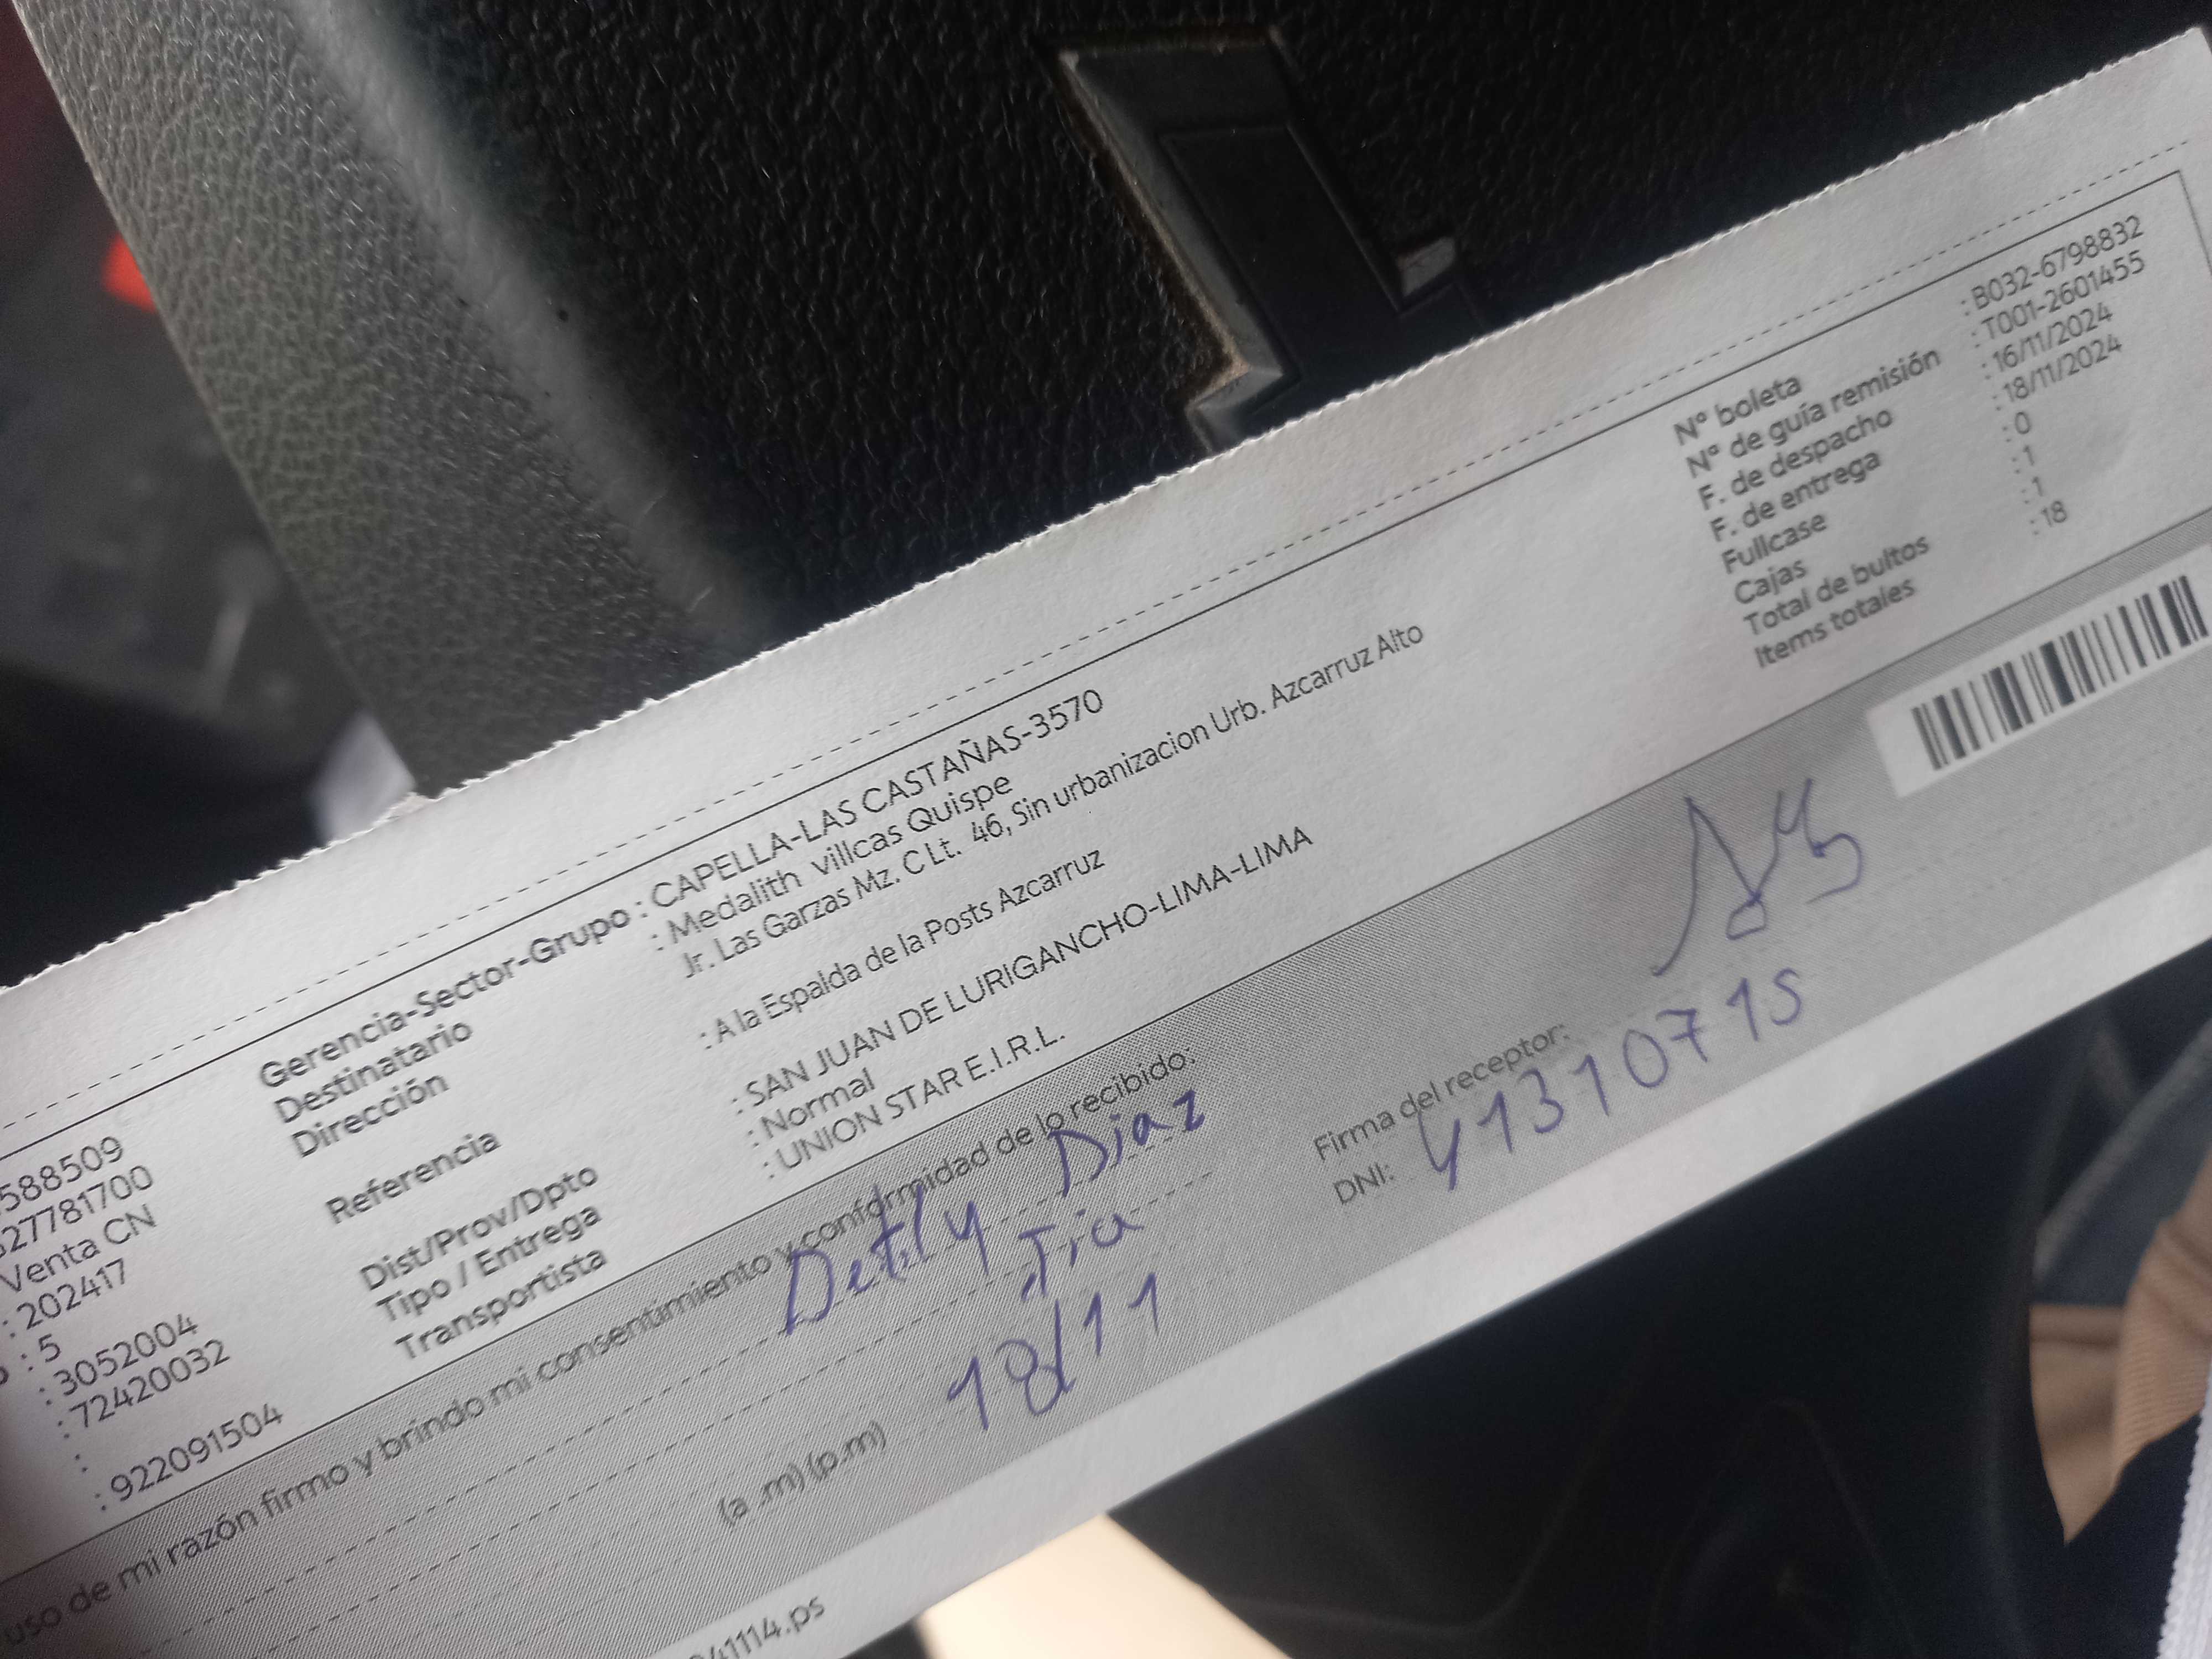 588509
27781700
Venta CN
: 202417
: 5
: 3052004
: 72420032
:
: 922091504
Gerencia-Sector-Grupo : CAPELLA-LAS CASTAÑAS-3570
Destinatario : Medalith villcas Quispe
Dirección Jr. Las Garzas Mz. C Lt. 46, Sin urbanizacion Urb. Azcarruz Alto
Referencia : A la Espalda de la Posts Azcarruz
Dist/Prov/Dpto : SAN JUAN DE LURIGANCHO-LIMA-LIMA
Tipo / Entrega : Normal
Transportista : UNION STAR E.I.R.L.
Nº boleta : B032-6798832
Nº de guía remisión : T001-2601455
F. de despacho : 16/11/2024
F. de entrega : 18/11/2024
Fullcase : 0
Cajas : 1
Total de bultos : 1
Items totales : 18
uso de mi razón firmo y brindo mi consentimiento y conformidad de lo recibido:
Detily Diaz
Tia
(a .m) (p.m) 18/11
Firma del receptor:
DNI: 41310715
41114.ps